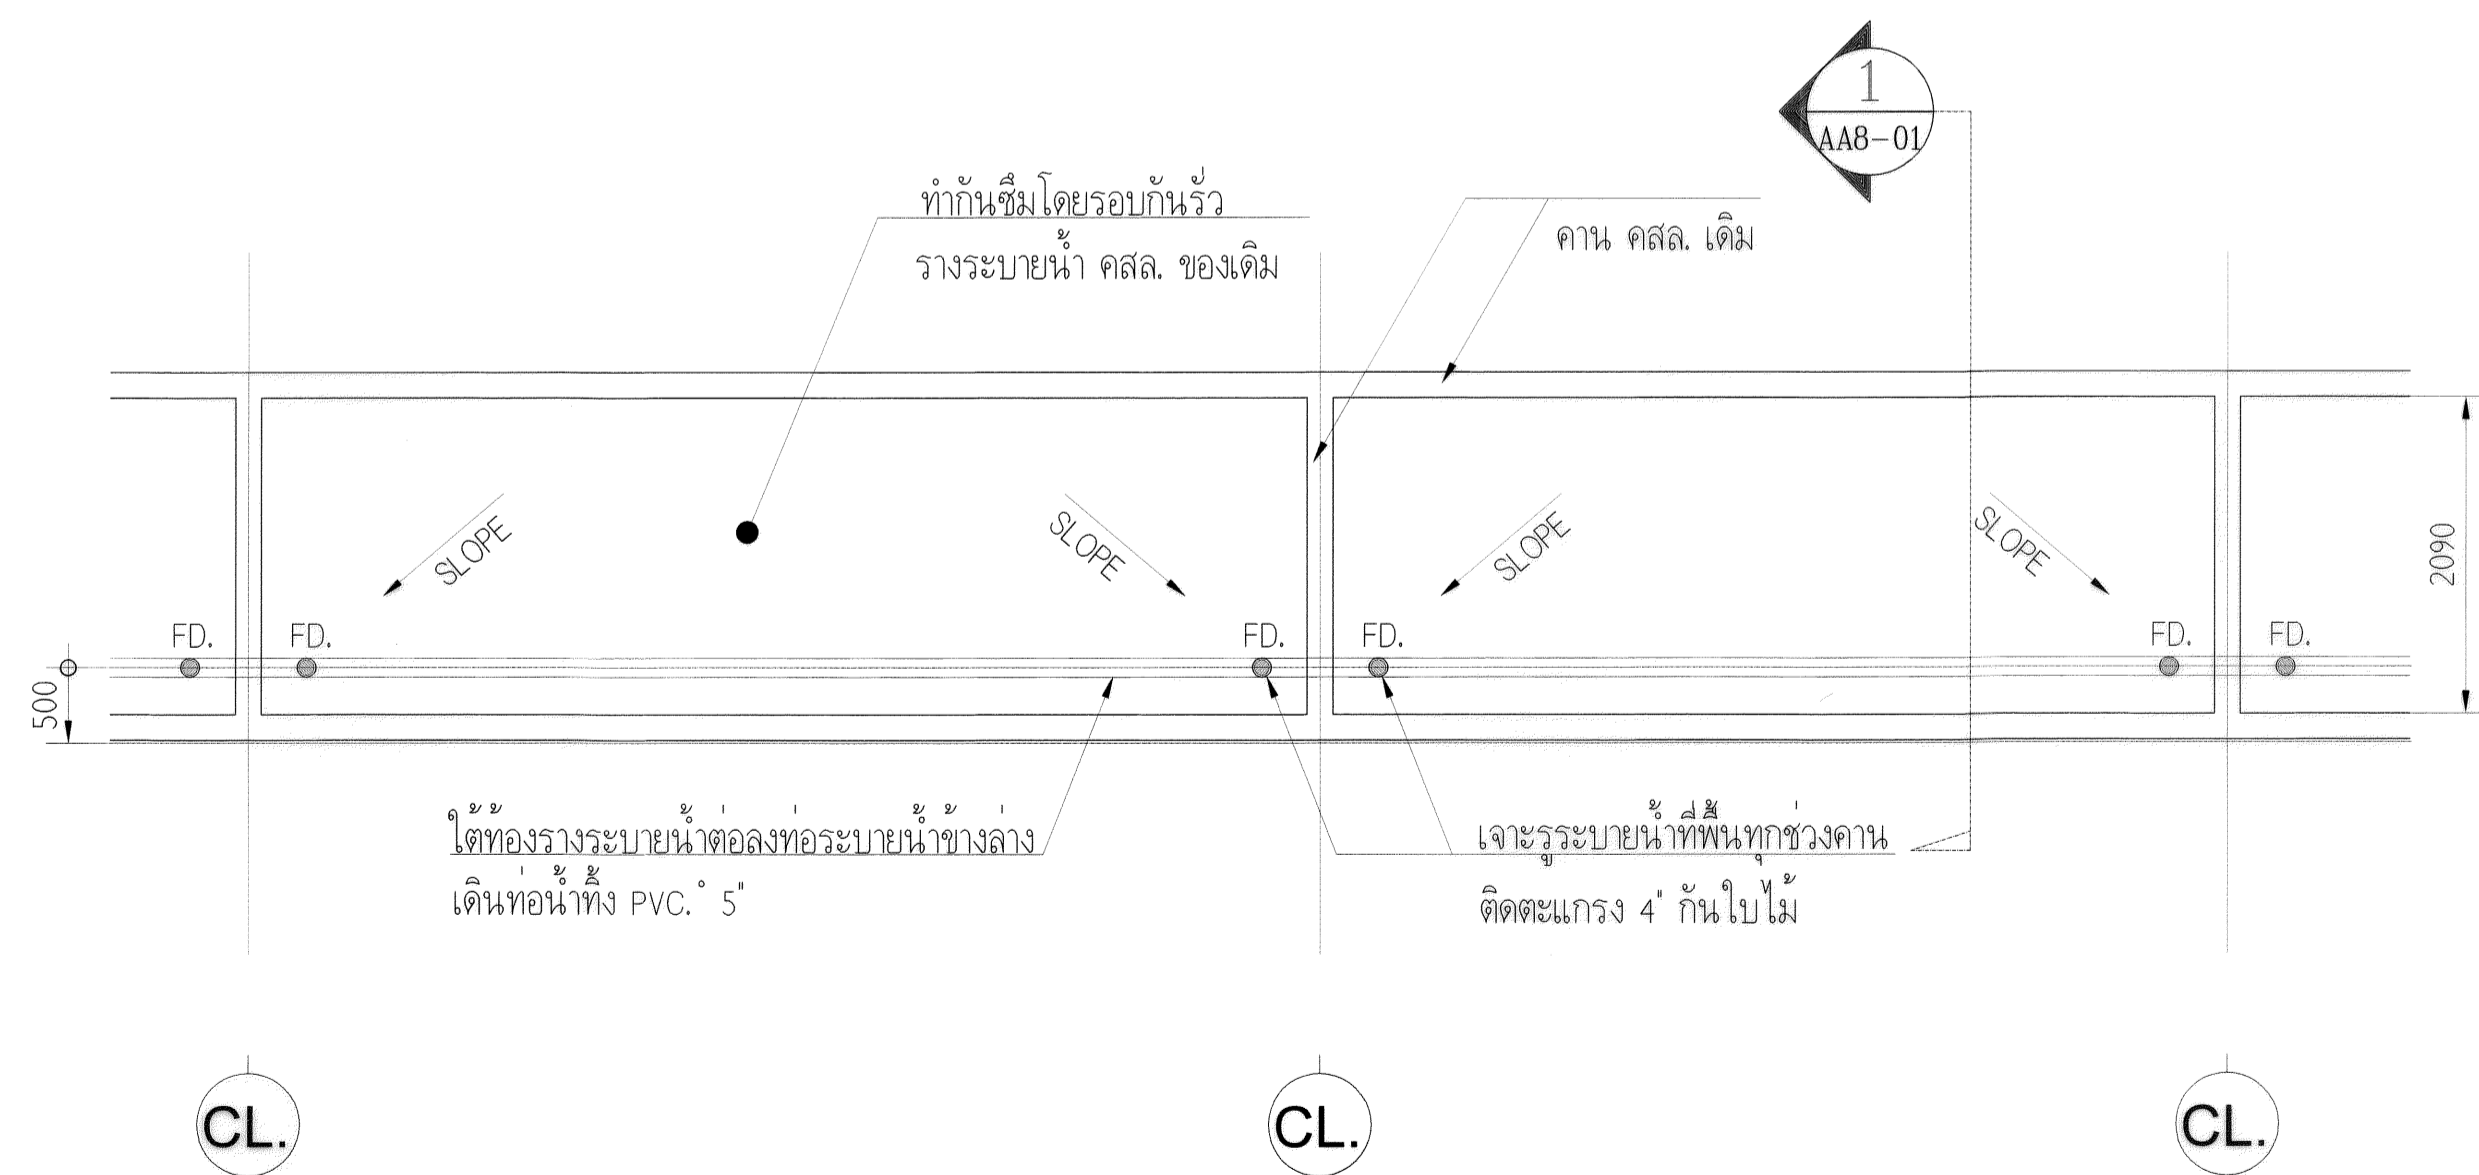 1
AA8-01
ทำกันซึมโดยรอบกันรั่ว
รางระบายน้ำ คสล. ของเดิม
คาน คสล. เดิม
SLOPE
SLOPE
SLOPE
SLOPE
2090
FD.
FD.
FD.
FD.
FD.
FD.
500
ใต้ท้องรางระบายน้ำต่อลงท่อระบายน้ำข้างล่าง
เดินท่อน้ำทิ้ง PVC. ° 5"
เจาะรูระบายน้ำที่พื้นทุกช่วงคาน
ติดตะแกรง 4" กันใบไม้
CL.
CL.
CL.